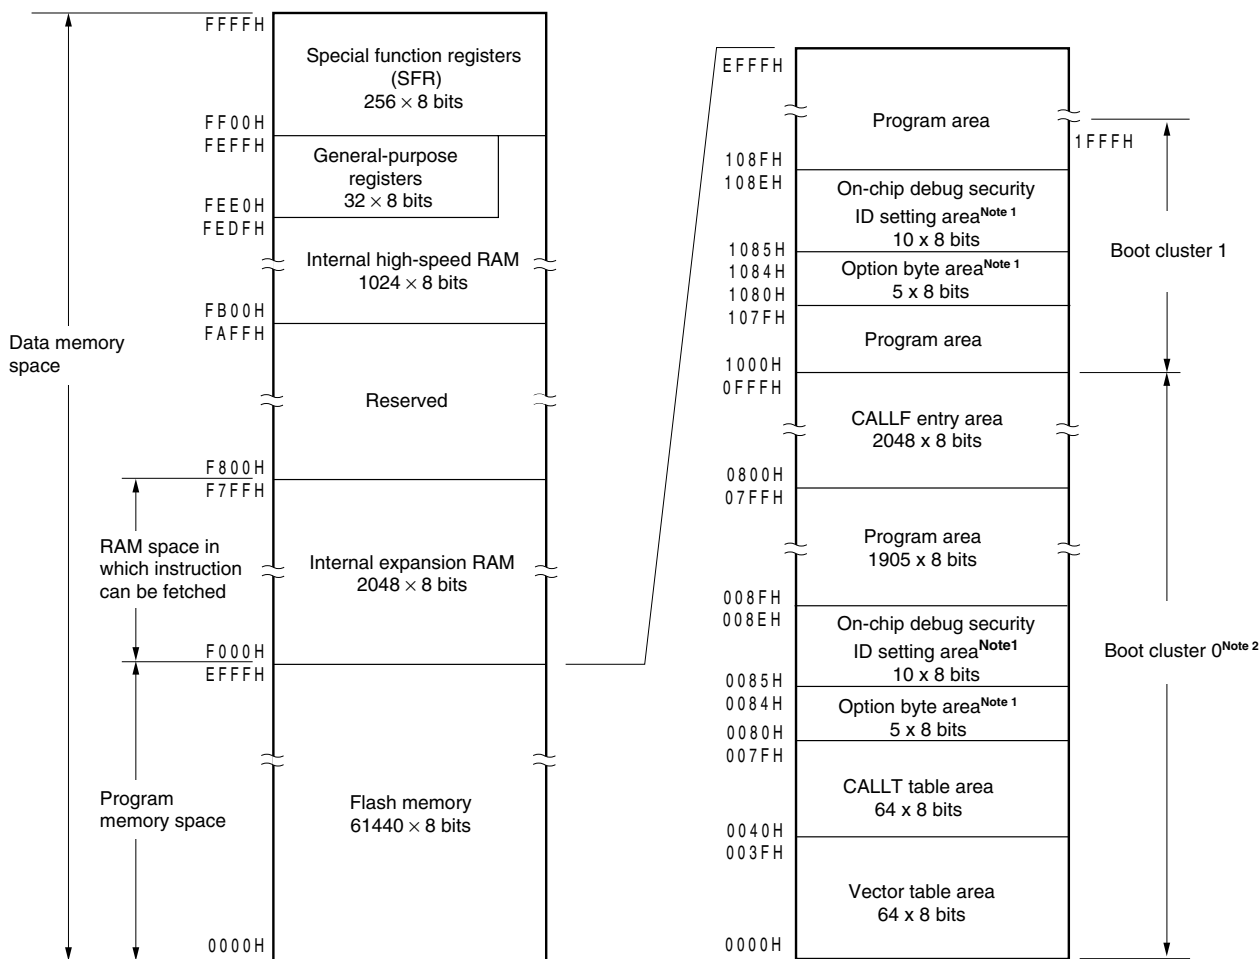 FFFFH
Special function registers
(SFR)
256 × 8 bits
FF00H
FEFFH
General-purpose
registers
32 × 8 bits
FEE0H
FEDFH
Internal high-speed RAM
1024 × 8 bits
FB00H
FAFFH
Data memory
space
Reserved
F800H
F7FFH
RAM space in
which instruction
can be fetched
Internal expansion RAM
2048 × 8 bits
F000H
EFFFH
Program
memory space
Flash memory
61440 × 8 bits
0000H
EFFFH
Program area
1FFFH
108FH
108EH
On-chip debug security
ID setting area Note 1
10 x 8 bits
1085H
1084H
Option byte area Note 1
5 x 8 bits
1080H
107FH
Program area
1000H
0FFFH
Boot cluster 1
CALLF entry area
2048 x 8 bits
0800H
07FFH
Program area
1905 x 8 bits
008FH
008EH
On-chip debug security
ID setting area Note1
10 x 8 bits
0085H
0084H
Option byte area Note 1
5 x 8 bits
0080H
007FH
CALLT table area
64 x 8 bits
0040H
003FH
Vector table area
64 x 8 bits
0000H
Boot cluster 0 Note 2